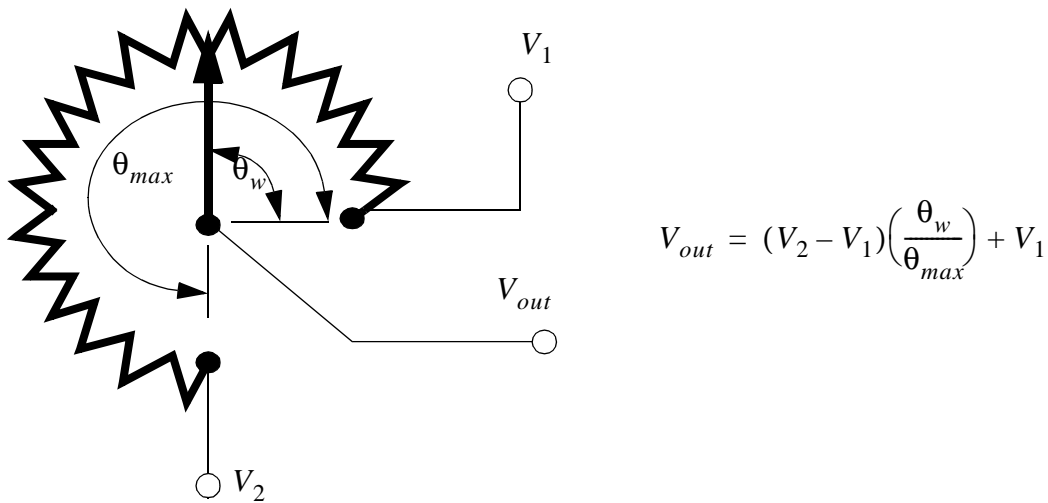 V₁
θmax
θw
Vout = (V₂ – V₁)(θw/θmax) + V₁
Vout
V₂